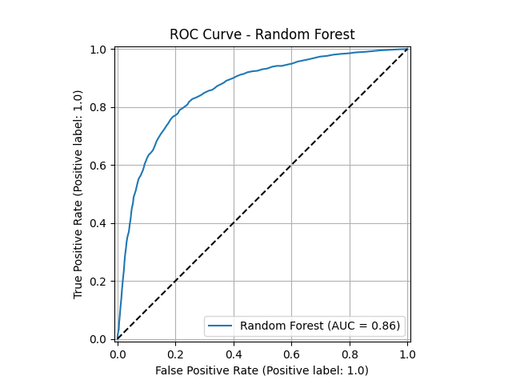 ROC Curve - Random Forest
True Positive Rate (Positive label: 1.0)
1.0
0.8
0.6
0.4
0.2
0.0
Random Forest (AUC = 0.86)
0.0 0.2 0.4 0.6 0.8 1.0
False Positive Rate (Positive label: 1.0)